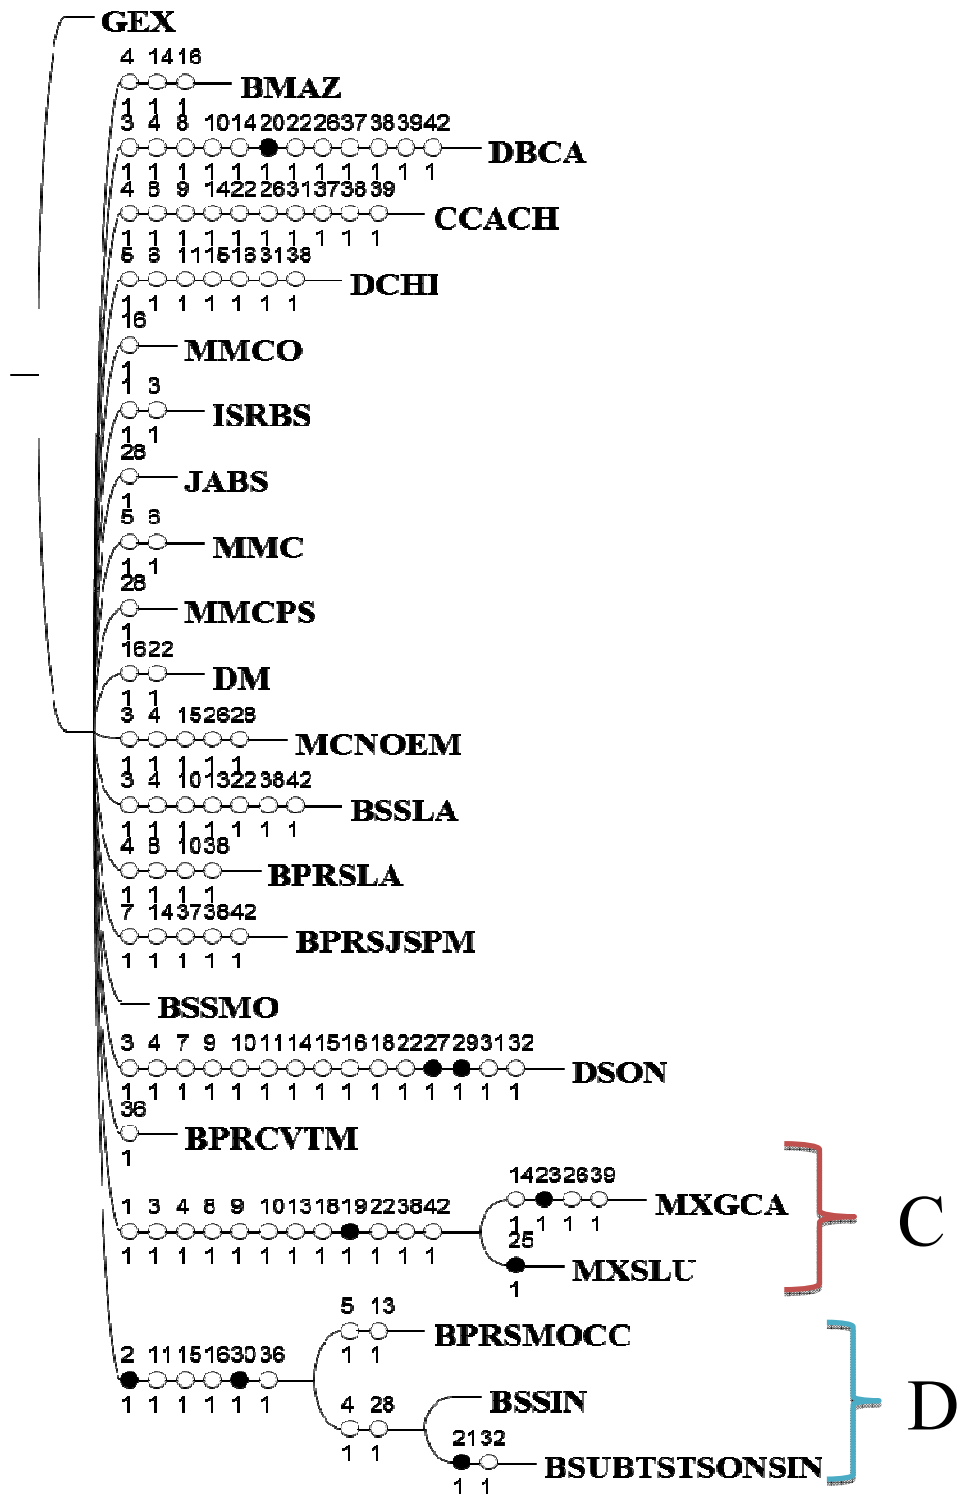 GEX
4 14 16
BMAZ
1 1 1
3 4 8 10 14 20 22 26 37 38 39 42
DBCA
1 1 1 1 1 1 1 1 1 1 1 1
4 8 9 14 22 26 31 37 38 39
CCACH
1 1 1 1 1 1 1 1 1 1
5 8 11 15 18 31 38
DCHI
1 1 1 1 1 1 1
16
MMCO
1
1 3
ISRBS
1 1
28
JABS
1
5 8
MMC
1 1
28
MMCPS
1
16 22
DM
1 1
3 4 15 26 28
MCNOEM
1 1 1 1 1
3 4 10 13 22 38 42
BSSLA
1 1 1 1 1 1 1
4 8 10 38
BPRSLA
1 1 1 1
7 14 37 38 42
BPRSJSPM
1 1 1 1 1
BSSMO
3 4 7 9 10 11 14 15 16 18 22 27 29 31 32
DSON
1 1 1 1 1 1 1 1 1 1 1 1 1 1 1
36
BPRCVTM
1
14 23 26 39
MXGCA
1 1 1 1
1 3 4 8 9 10 13 18 19 22 38 42
1 1 1 1 1 1 1 1 1 1 1 1
C
25
MXSLU
1
5 13
BPRSMOCC
1 1
2 11 15 16 30 36
1 1 1 1 1 1
D
4 28
BSSIN
1 1
21 32
BSUBTSTSONSIN
1 1